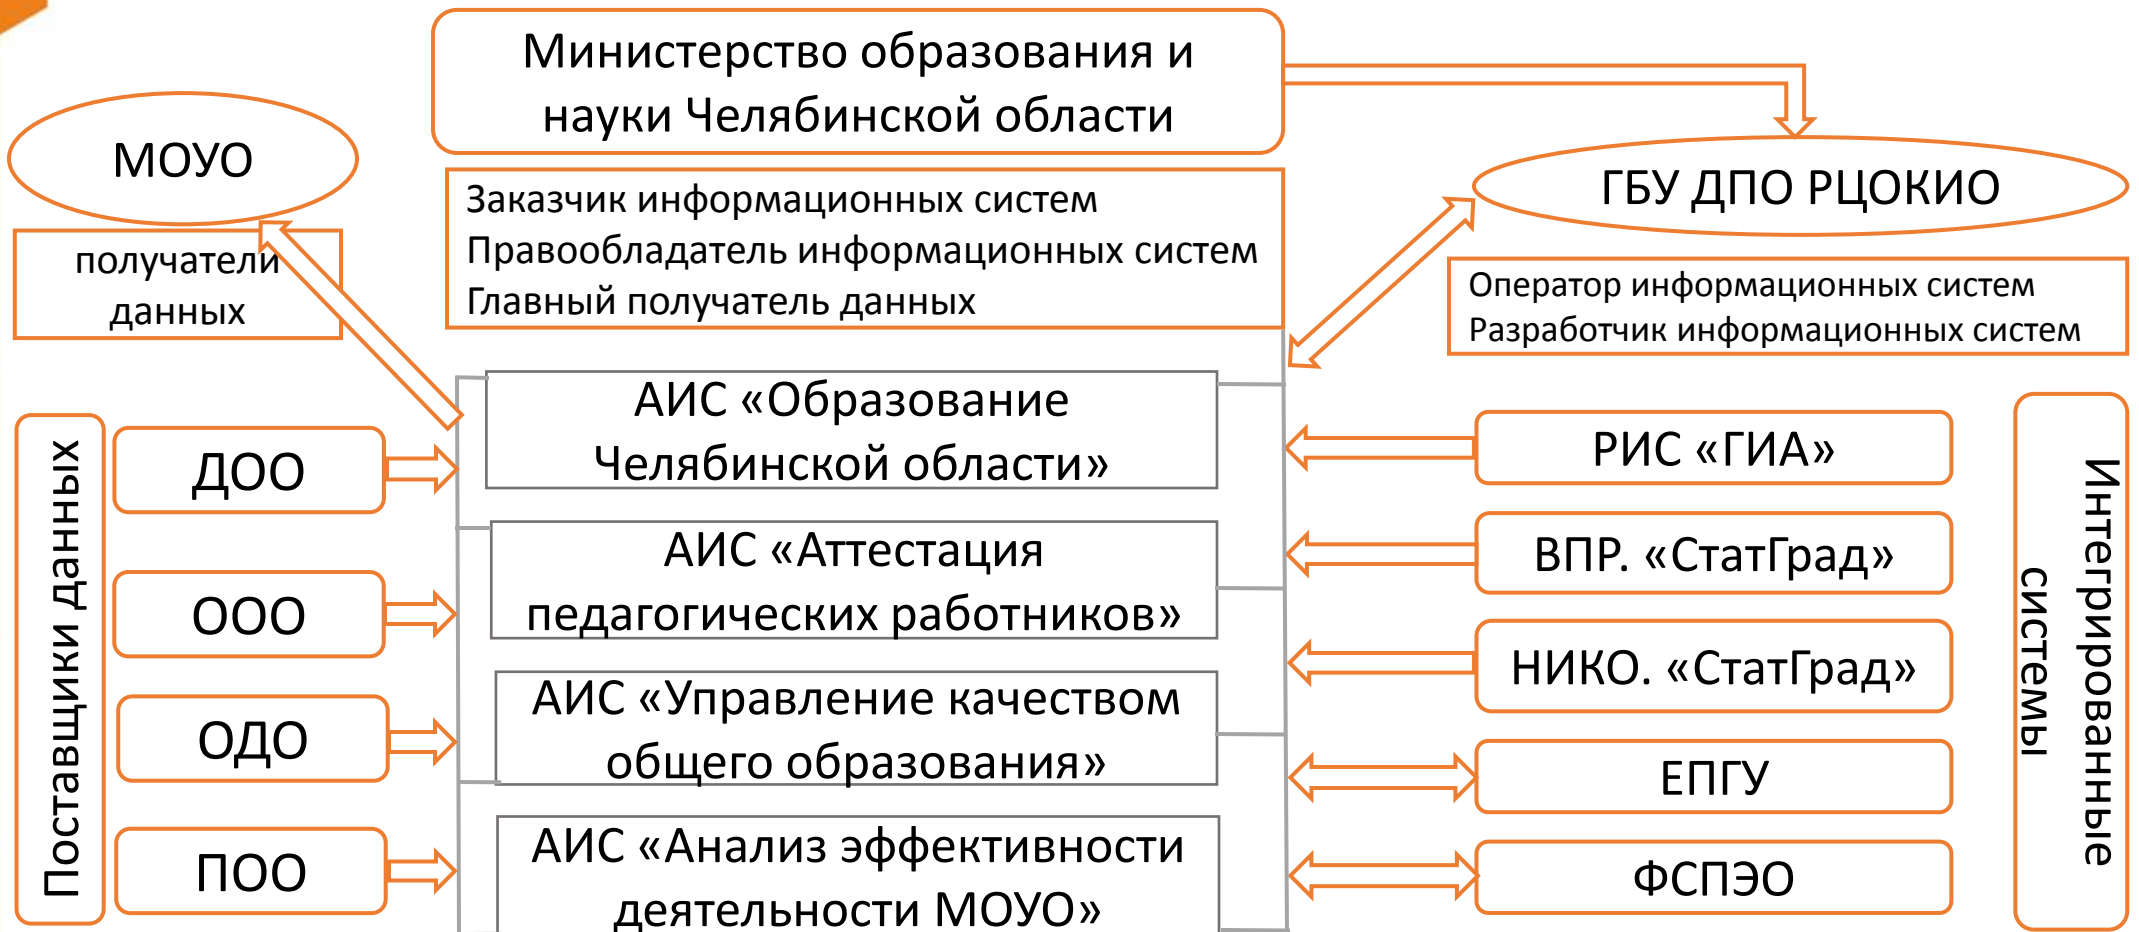 Министерство образования и
науки Челябинской области
МОУО
ГБУ ДПО РЦОКИО
Заказчик информационных систем
Правообладатель информационных систем
Главный получатель данных
получатели
данных
Оператор информационных систем
Разработчик информационных систем
Поставщики данных
ДОО
ООО
ОДО
ПОО
АИС «Образование
Челябинской области»
АИС «Аттестация
педагогических работников»
АИС «Управление качеством
общего образования»
АИС «Анализ эффективности
деятельности МОУО»
РИС «ГИА»
ВПР. «СтатГрад»
НИКО. «СтатГрад»
ЕПГУ
ФСПЭО
Интегрированные
системы